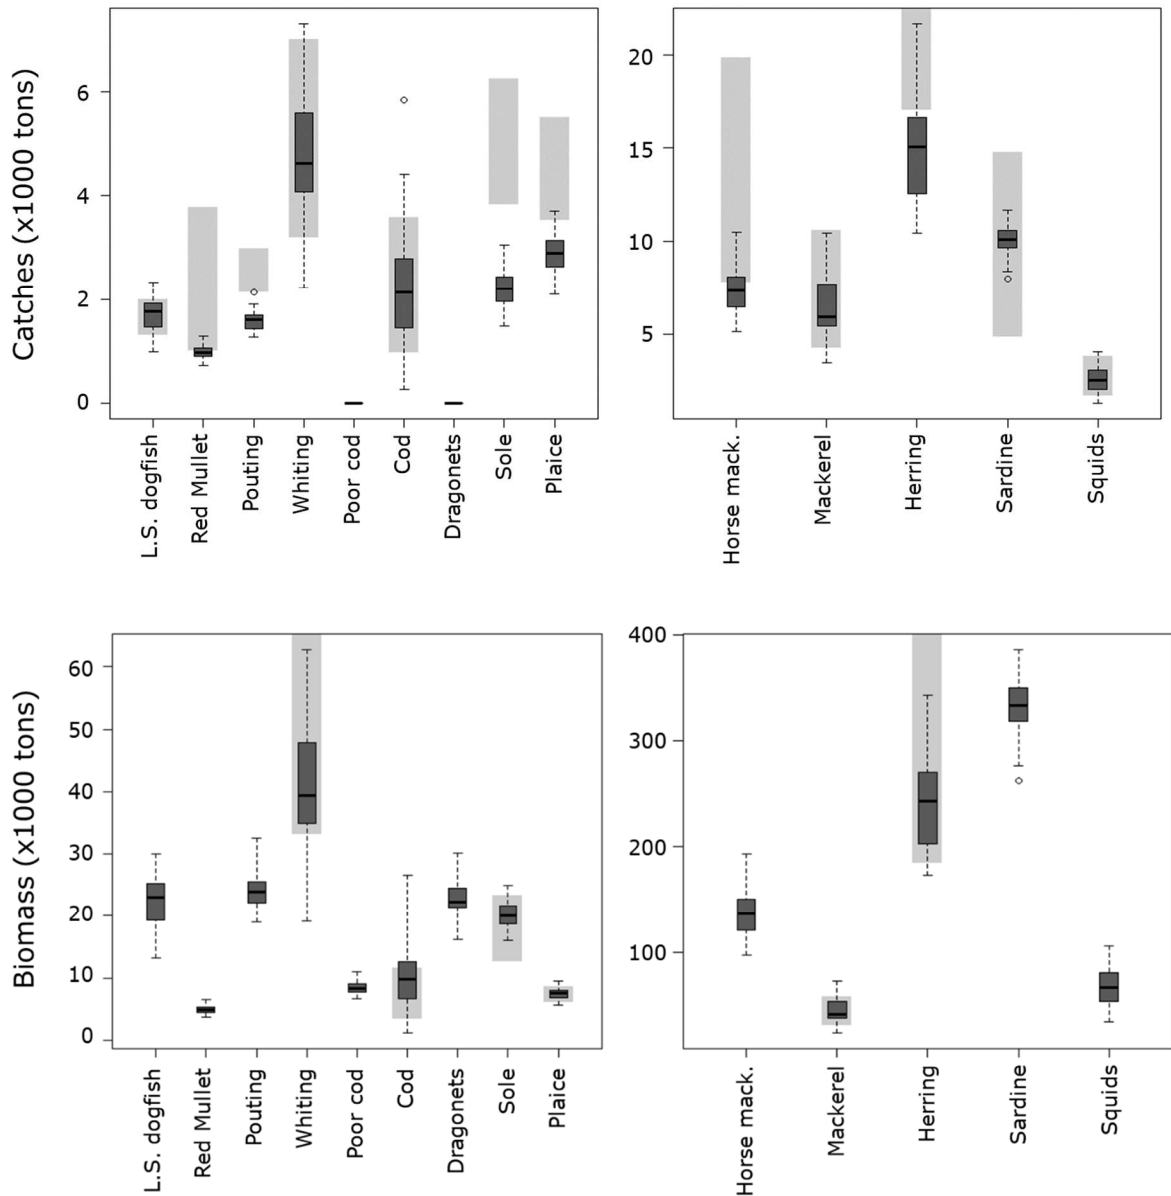 Catches (x1000 tons)
6
4
2
0
L.S. dogfish
Red Mullet
Pouting
Whiting
Poor cod
Cod
Dragonets
Sole
Plaice
20
15
10
5
Horse mack.
Mackerel
Herring
Sardine
Squids
Biomass (x1000 tons)
60
50
40
30
20
10
0
L.S. dogfish
Red Mullet
Pouting
Whiting
Poor cod
Cod
Dragonets
Sole
Plaice
400
300
200
100
Horse mack.
Mackerel
Herring
Sardine
Squids